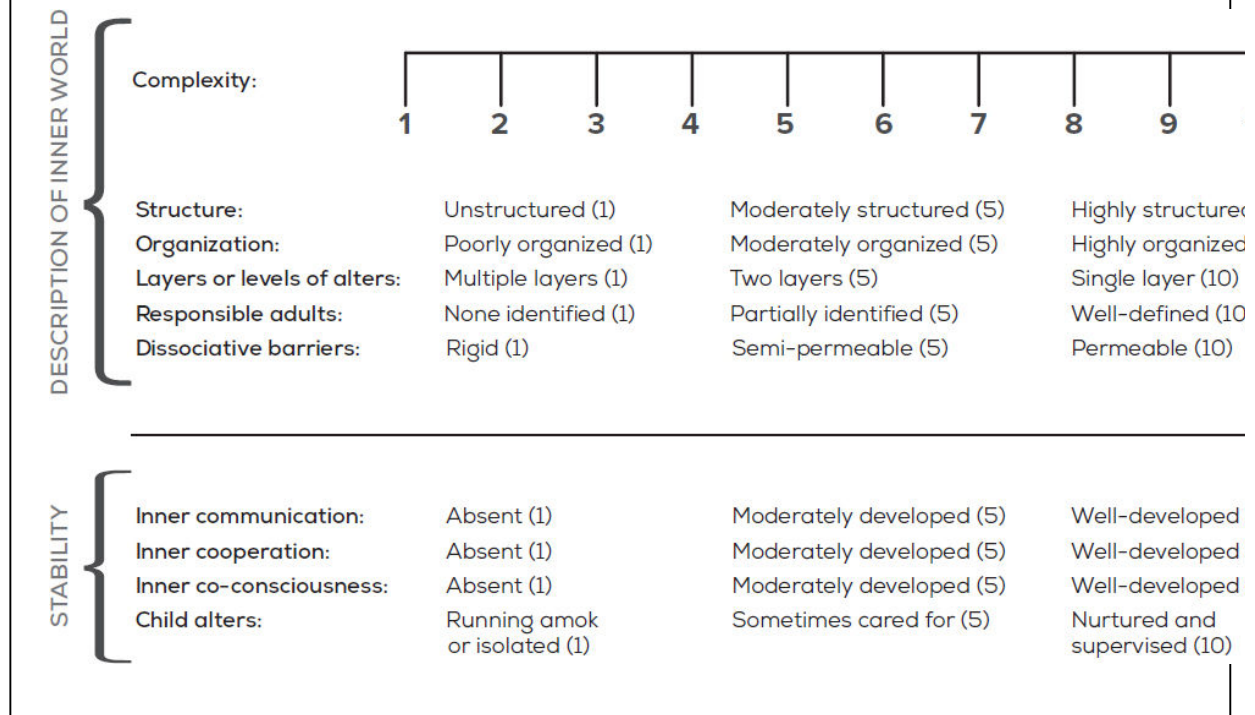 DESCRIPTION OF INNER WORLD
Complexity:
1 2 3 4 5 6 7 8 9
Structure: Unstructured (1) Moderately structured (5) Highly structured
Organization: Poorly organized (1) Moderately organized (5) Highly organized
Layers or levels of alters: Multiple layers (1) Two layers (5) Single layer (10)
Responsible adults: None identified (1) Partially identified (5) Well-defined (10
Dissociative barriers: Rigid (1) Semi-permeable (5) Permeable (10)
STABILITY
Inner communication: Absent (1) Moderately developed (5) Well-developed
Inner cooperation: Absent (1) Moderately developed (5) Well-developed
Inner co-consciousness: Absent (1) Moderately developed (5) Well-developed
Child alters: Running amok Sometimes cared for (5) Nurtured and
or isolated (1) supervised (10)